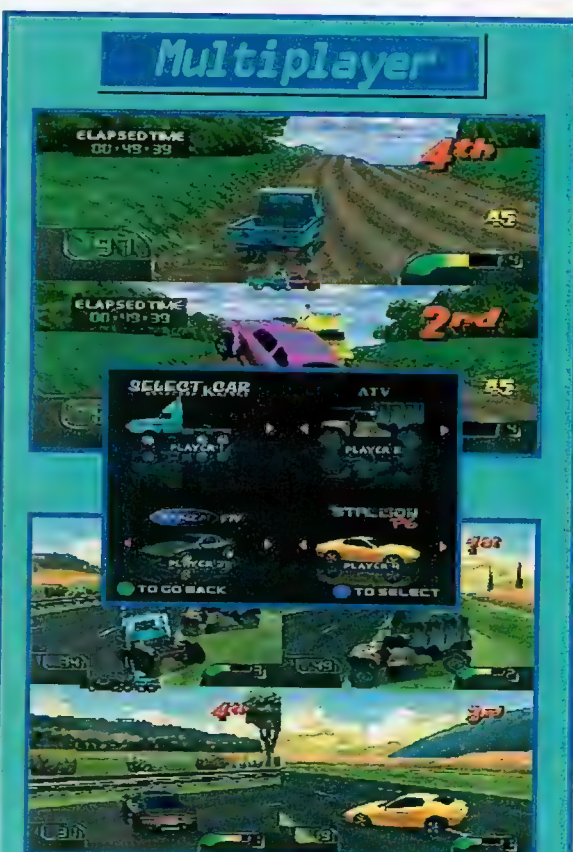 Multiplayer
ELAPSED TIME
00:49:39
4th
45
ELAPSED TIME
00:49:39
2nd
45
SELECT CAR
ATV
PLAYER 1
PLAYER 2
STALLION
PLAYER 3
PLAYER 4
TO GO BACK
TO SELECT
4th
3rd